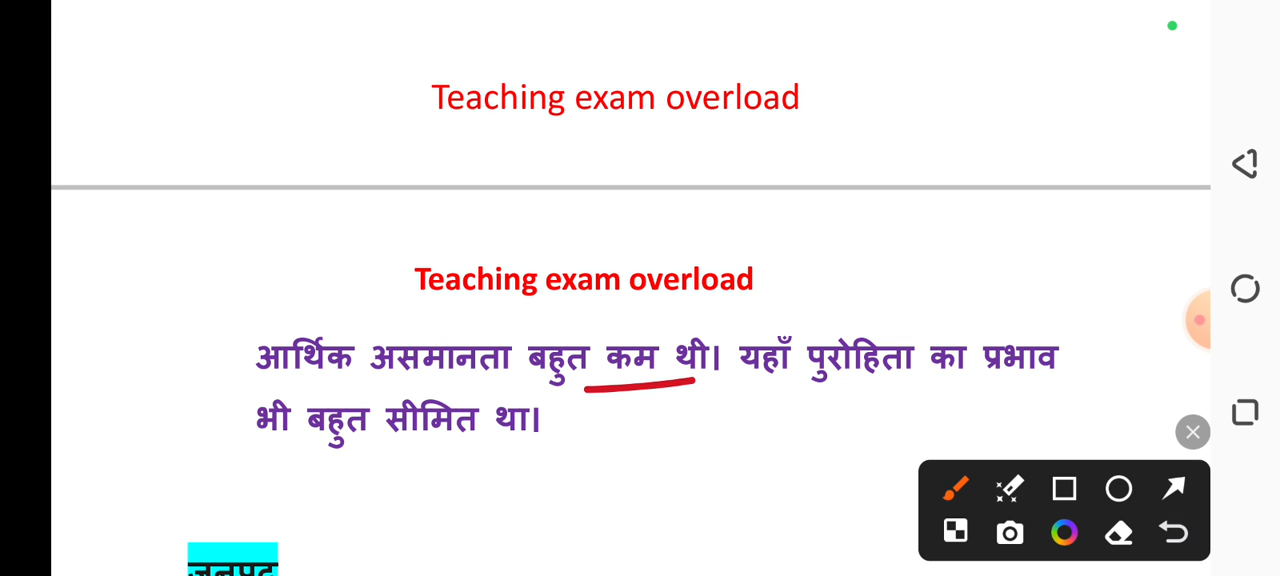 Teaching exam overload
Teaching exam overload
आर्थिक असमानता बहुत कम थी। यहाँ पुरोहिता का प्रभाव
भी बहुत सीमित था।